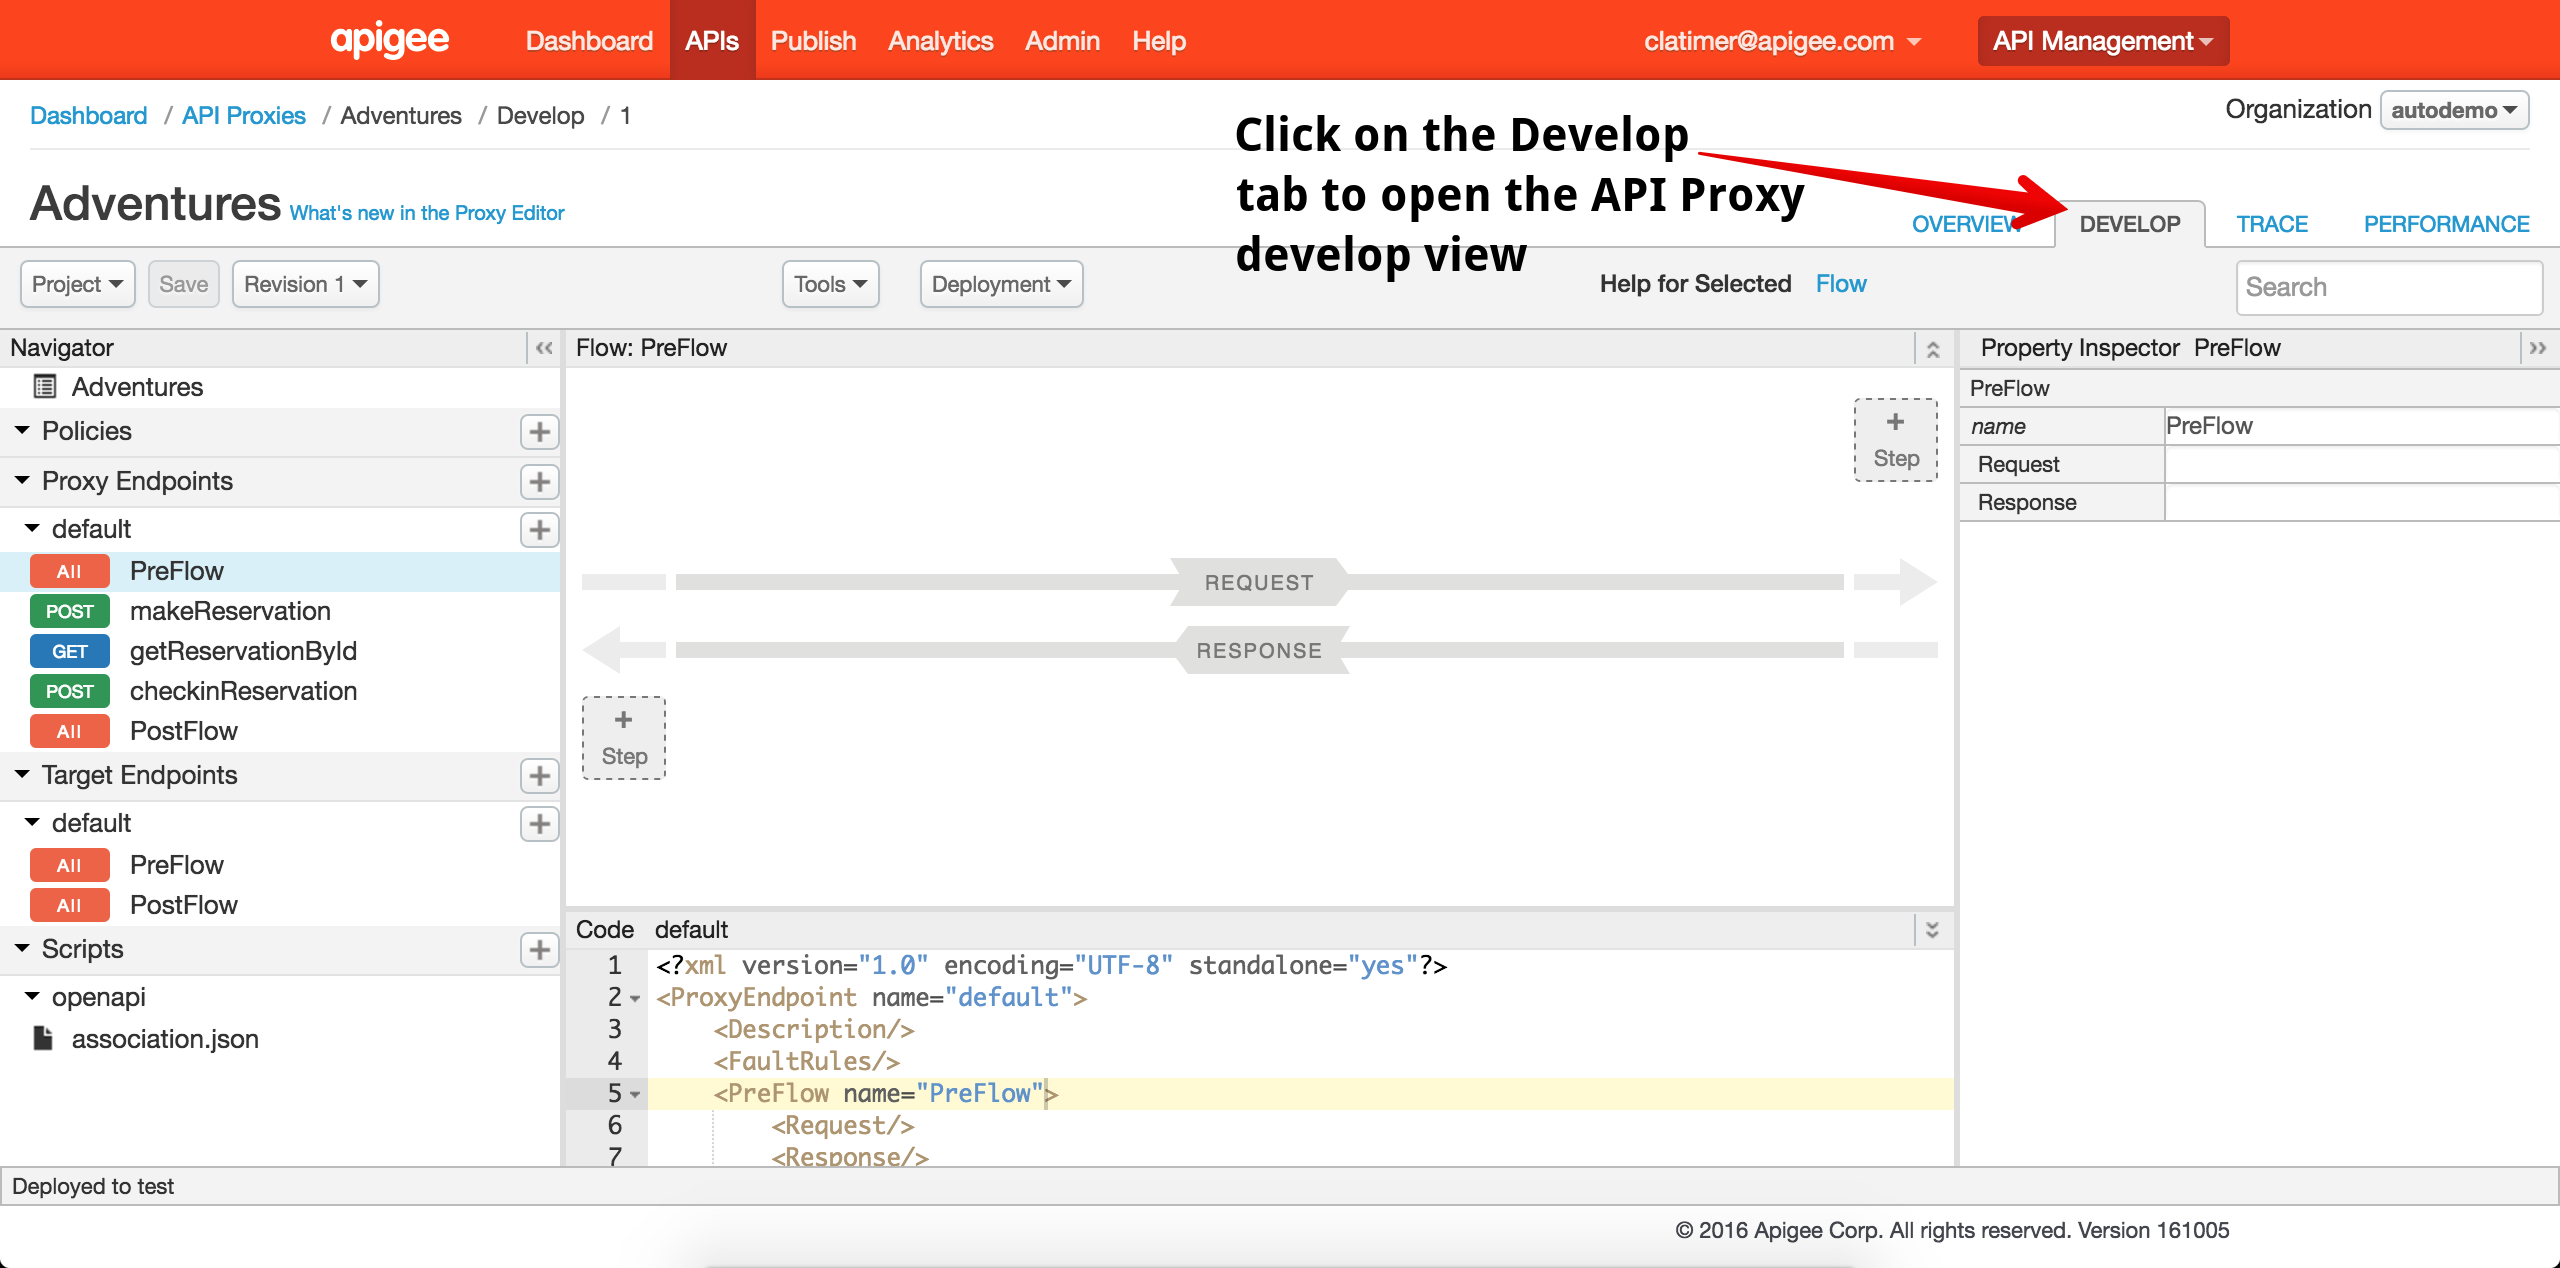 apigee Dashboard APIs Publish Analytics Admin Help clatimer@apigee.com API Management
Dashboard / API Proxies / Adventures / Develop / 1
Organization autodemo
Click on the Develop
tab to open the API Proxy
develop view
Adventures What's new in the Proxy Editor
OVERVIEW DEVELOP TRACE PERFORMANCE
Project Save Revision 1 Tools Deployment Help for Selected Flow Search
Navigator
Adventures
Policies
Proxy Endpoints
default
All PreFlow
POST makeReservation
GET getReservationById
POST checkinReservation
All PostFlow
Target Endpoints
default
All PreFlow
All PostFlow
Scripts
openapi
association.json
Flow: PreFlow
+
Step
REQUEST
RESPONSE
+
Step
Code default
1 <?xml version="1.0" encoding="UTF-8" standalone="yes"?>
2 <ProxyEndpoint name="default">
3 <Description/>
4 <FaultRules/>
5 <PreFlow name="PreFlow">
6 <Request/>
7 <Response/>
Property Inspector PreFlow
PreFlow
name PreFlow
Request
Response
Deployed to test
© 2016 Apigee Corp. All rights reserved. Version 161005